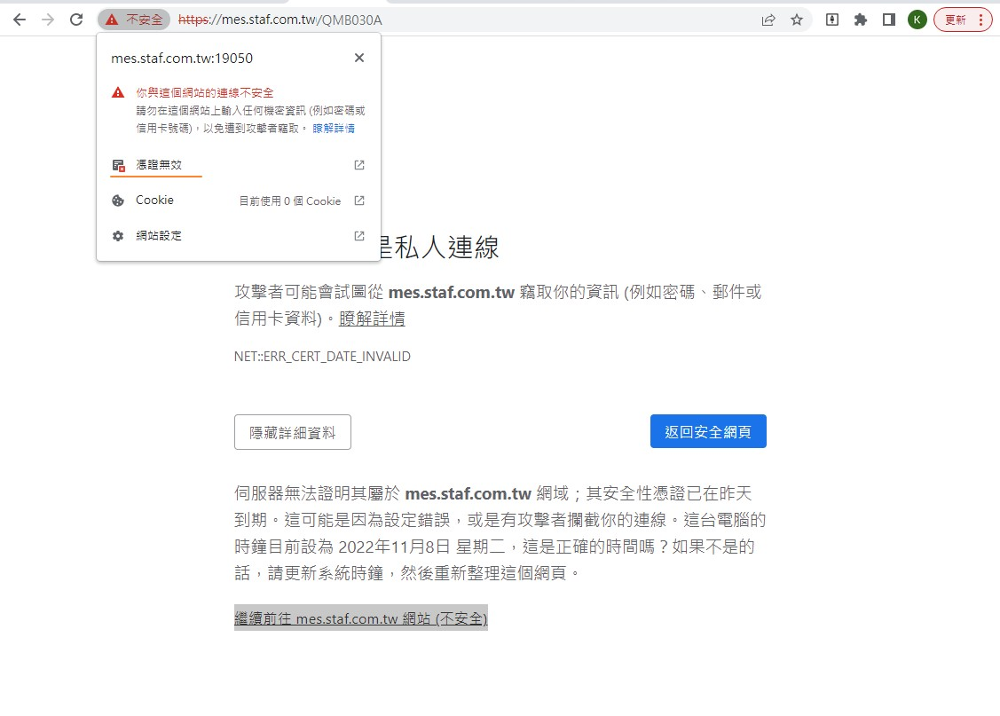 不安全 https://mes.staf.com.tw/QMB030A K 更新
mes.staf.com.tw:19050
你與這個網站的連線不安全
請勿在這個網站上輸入任何機密資訊 (例如密碼或
信用卡號碼)，以免遭到攻擊者竊取。 瞭解詳情
憑證無效
Cookie 目前使用 0 個 Cookie
網站設定
是私人連線
攻擊者可能會試圖從 mes.staf.com.tw 竊取你的資訊 (例如密碼、郵件或
信用卡資料)。瞭解詳情
NET::ERR_CERT_DATE_INVALID
隱藏詳細資料 返回安全網頁
伺服器無法證明其屬於 mes.staf.com.tw 網域；其安全性憑證已在昨天
到期。這可能是因為設定錯誤，或是有攻擊者攔截你的連線。這台電腦的
時鐘目前設為 2022年11月8日 星期二，這是正確的時間嗎？如果不是的
話，請更新系統時鐘，然後重新整理這個網頁。
繼續前往 mes.staf.com.tw 網站 (不安全)